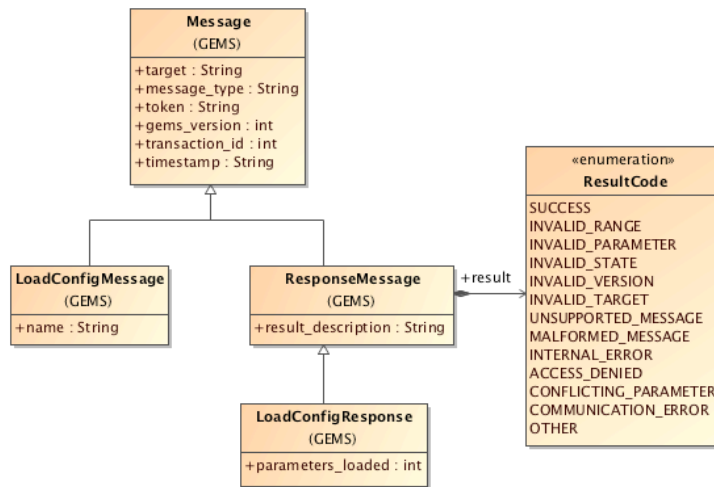 Message
(GEMS)
+target : String
+message_type : String
+token : String
+gems_version : int
+transaction_id : int
+timestamp : String
«enumeration»
ResultCode
SUCCESS
INVALID_RANGE
INVALID_PARAMETER
INVALID_STATE
INVALID_VERSION
INVALID_TARGET
UNSUPPORTED_MESSAGE
MALFORMED_MESSAGE
INTERNAL_ERROR
ACCESS_DENIED
CONFLICTING_PARAMETER
COMMUNICATION_ERROR
OTHER
LoadConfigMessage
(GEMS)
+name : String
ResponseMessage
(GEMS)
+result_description : String
+result
LoadConfigResponse
(GEMS)
+parameters_loaded : int